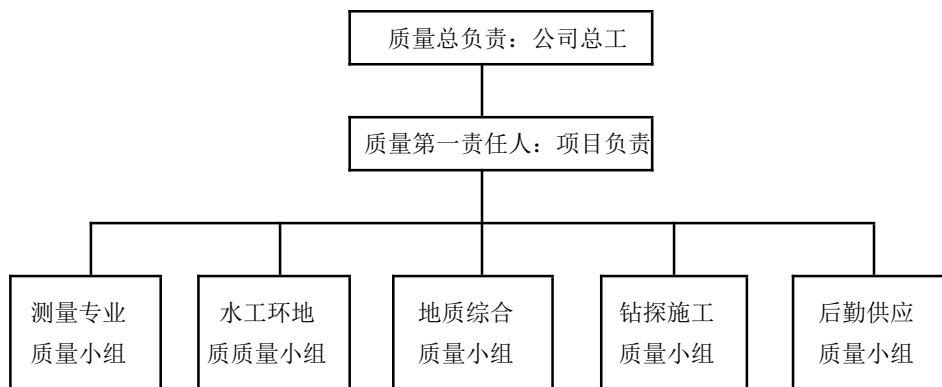 质量总负责：公司总工
质量第一责任人：项目负责
测量专业
质量小组
水工环地
质质量小组
地质综合
质量小组
钻探施工
质量小组
后勤供应
质量小组